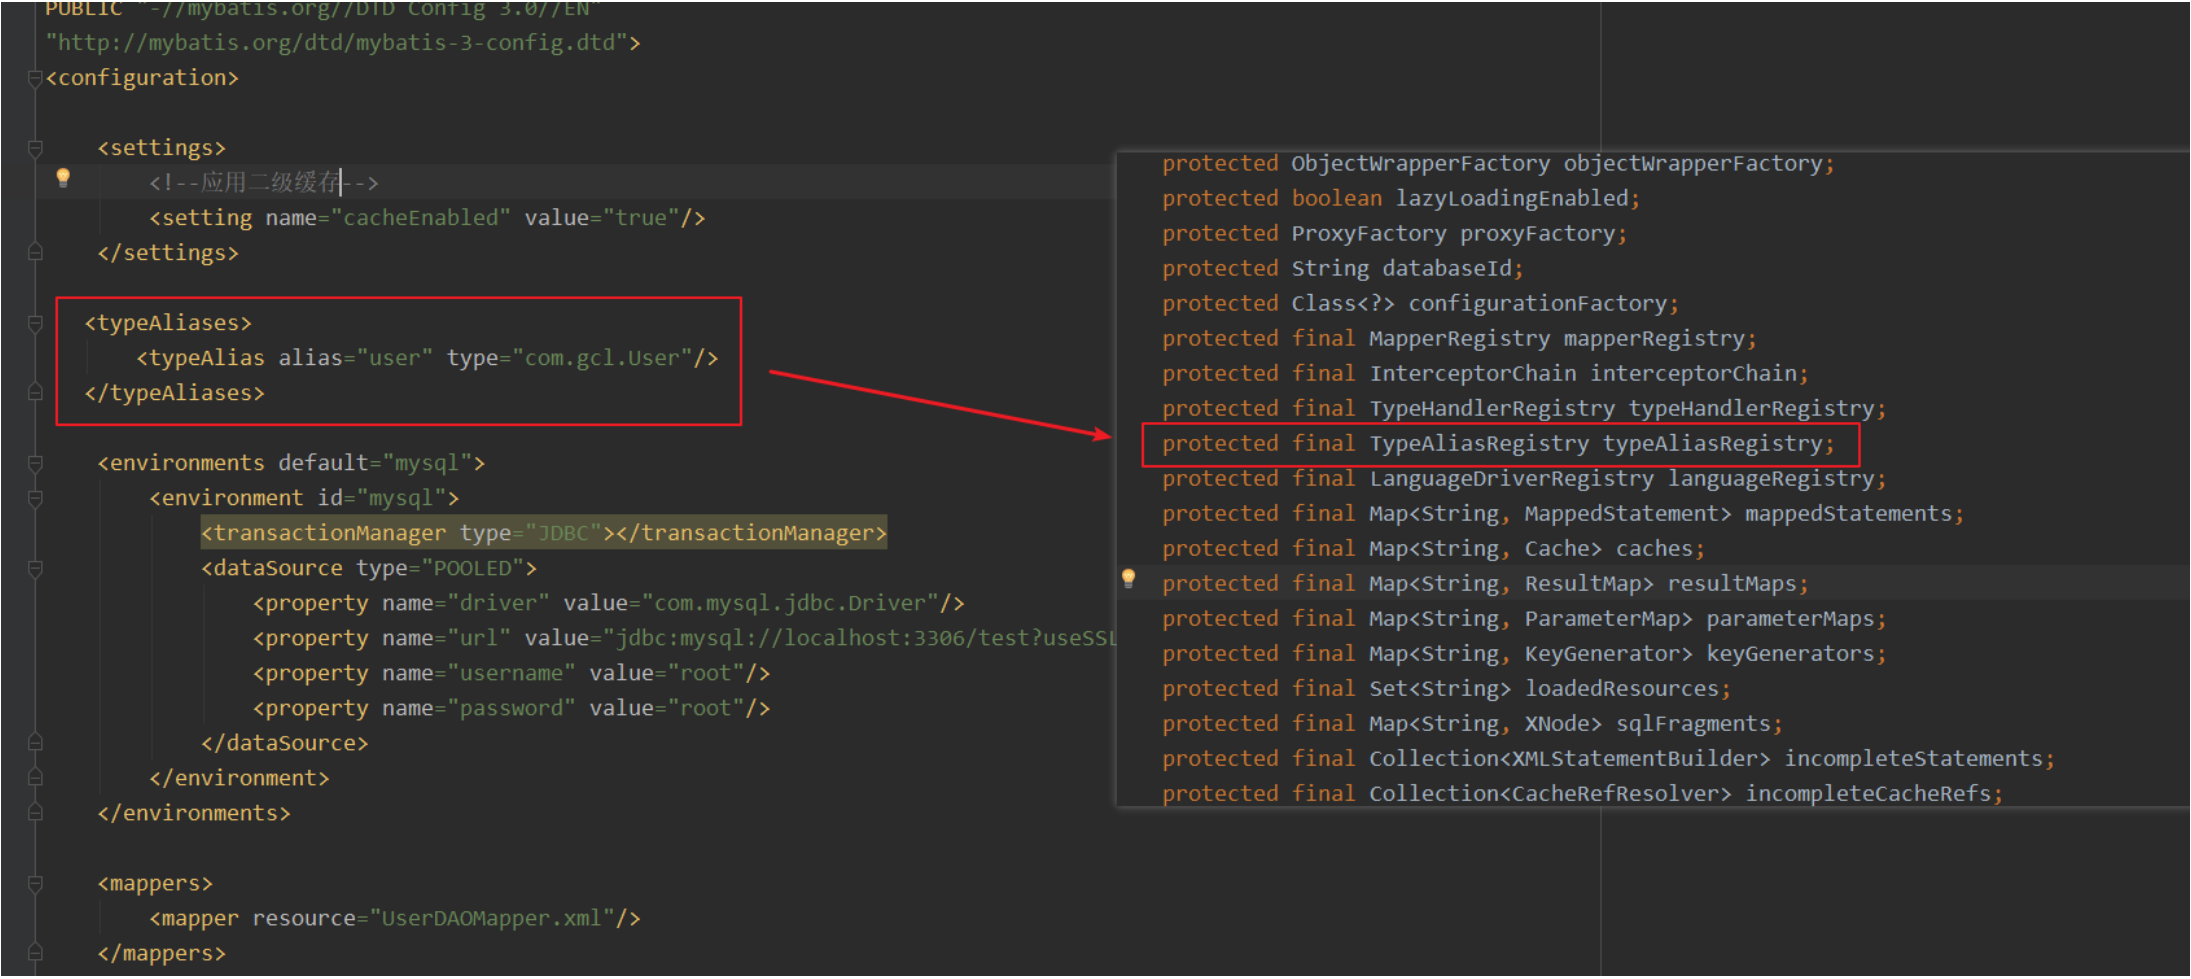 PUBLIC "-//mybatis.org//DTD Config 3.0//EN"
"http://mybatis.org/dtd/mybatis-3-config.dtd">
<configuration>
<settings>
<!--应用二级缓存-->
<setting name="cacheEnabled" value="true"/>
</settings>
<typeAliases>
<typeAlias alias="user" type="com.gcl.User"/>
</typeAliases>
<environments default="mysql">
<environment id="mysql">
<transactionManager type="JDBC"></transactionManager>
<dataSource type="POOLED">
<property name="driver" value="com.mysql.jdbc.Driver"/>
<property name="url" value="jdbc:mysql://localhost:3306/test?useSSL
<property name="username" value="root"/>
<property name="password" value="root"/>
</dataSource>
</environment>
</environments>
<mappers>
<mapper resource="UserDAOMapper.xml"/>
</mappers>
protected ObjectWrapperFactory objectWrapperFactory;
protected boolean lazyLoadingEnabled;
protected ProxyFactory proxyFactory;
protected String databaseId;
protected Class<?> configurationFactory;
protected final MapperRegistry mapperRegistry;
protected final InterceptorChain interceptorChain;
protected final TypeHandlerRegistry typeHandlerRegistry;
protected final TypeAliasRegistry typeAliasRegistry;
protected final LanguageDriverRegistry languageRegistry;
protected final Map<String, MappedStatement> mappedStatements;
protected final Map<String, Cache> caches;
protected final Map<String, ResultMap> resultMaps;
protected final Map<String, ParameterMap> parameterMaps;
protected final Map<String, KeyGenerator> keyGenerators;
protected final Set<String> loadedResources;
protected final Map<String, XNode> sqlFragments;
protected final Collection<XMLStatementBuilder> incompleteStatements;
protected final Collection<CacheRefResolver> incompleteCacheRefs;